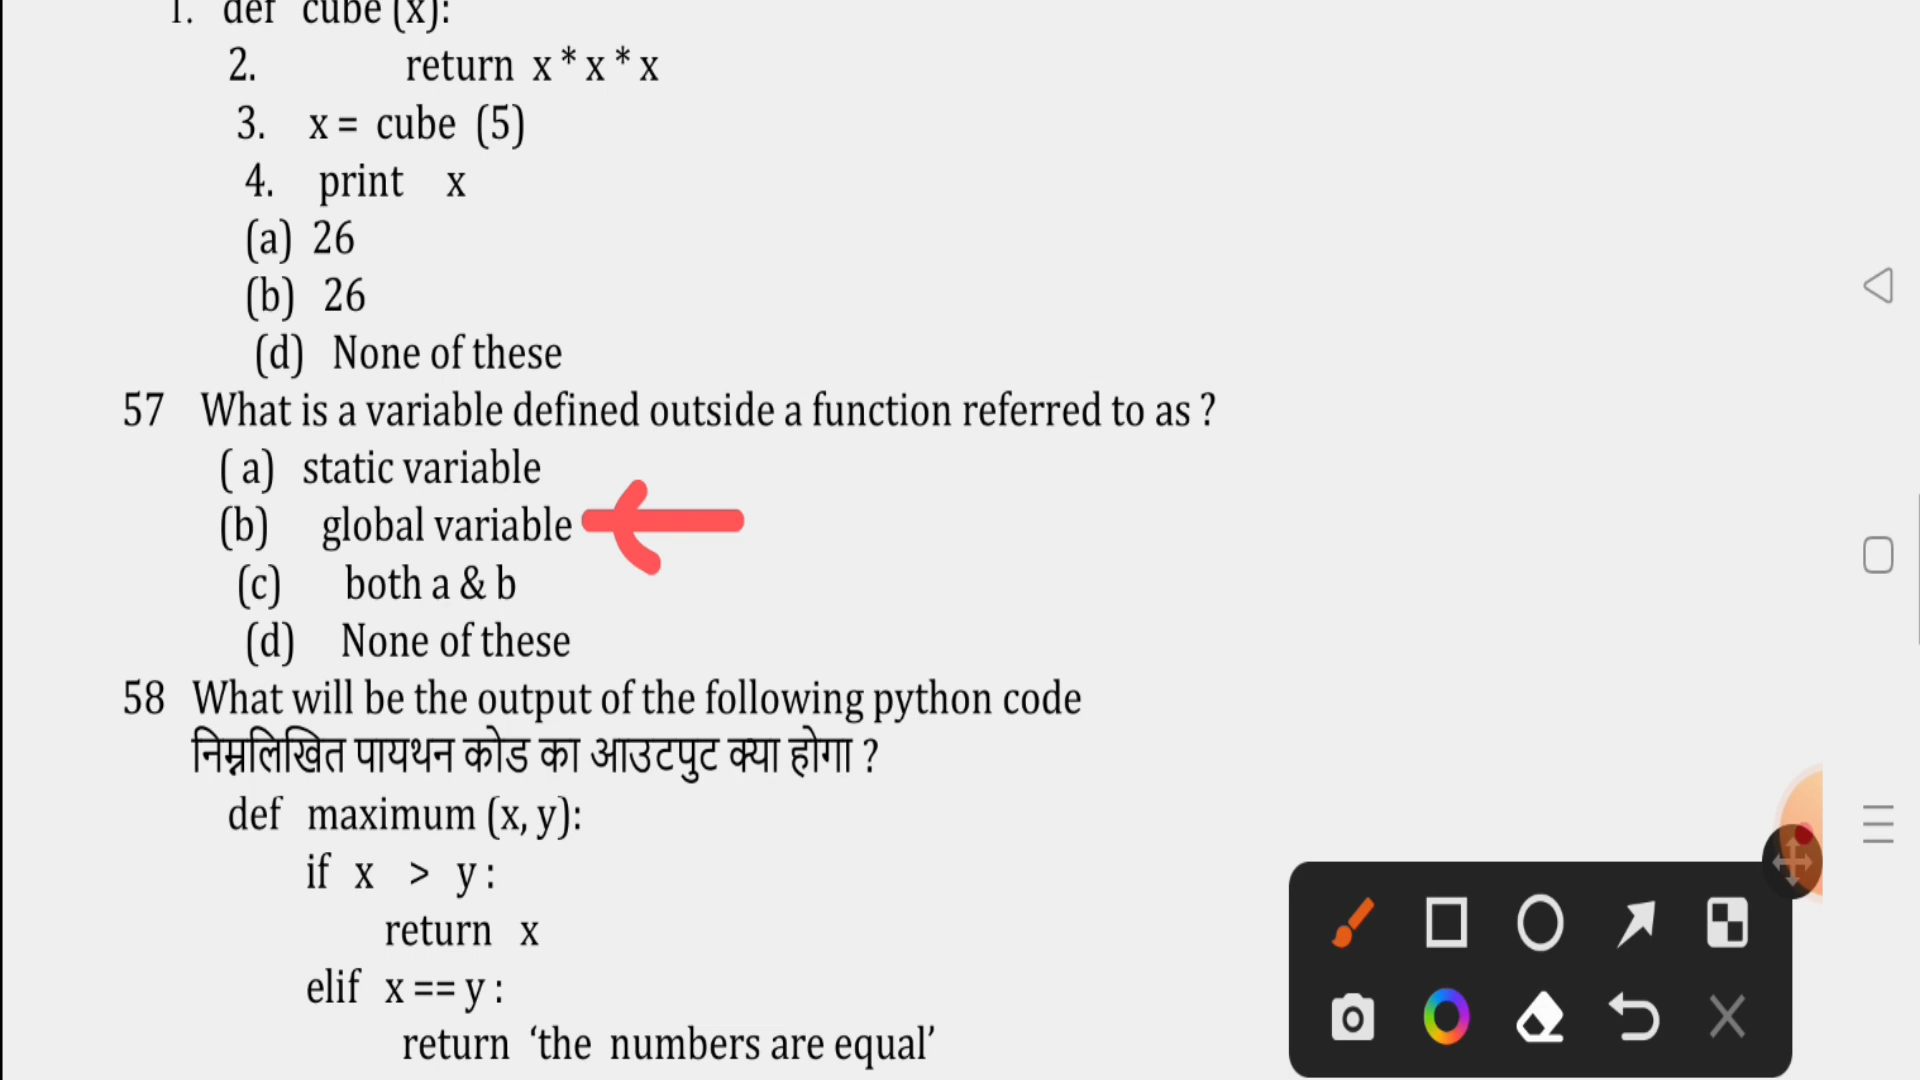 1. def cube (x):
2. return x * x * x
3. x = cube (5)
4. print x
(a) 26
(b) 26
(d) None of these
57 What is a variable defined outside a function referred to as ?
( a) static variable
(b) global variable
(c) both a & b
(d) None of these
58 What will be the output of the following python code
निम्नलिखित पायथन कोड का आउटपुट क्या होगा ?
def maximum (x, y):
if x > y :
return x
elif x == y :
return ‘the numbers are equal’